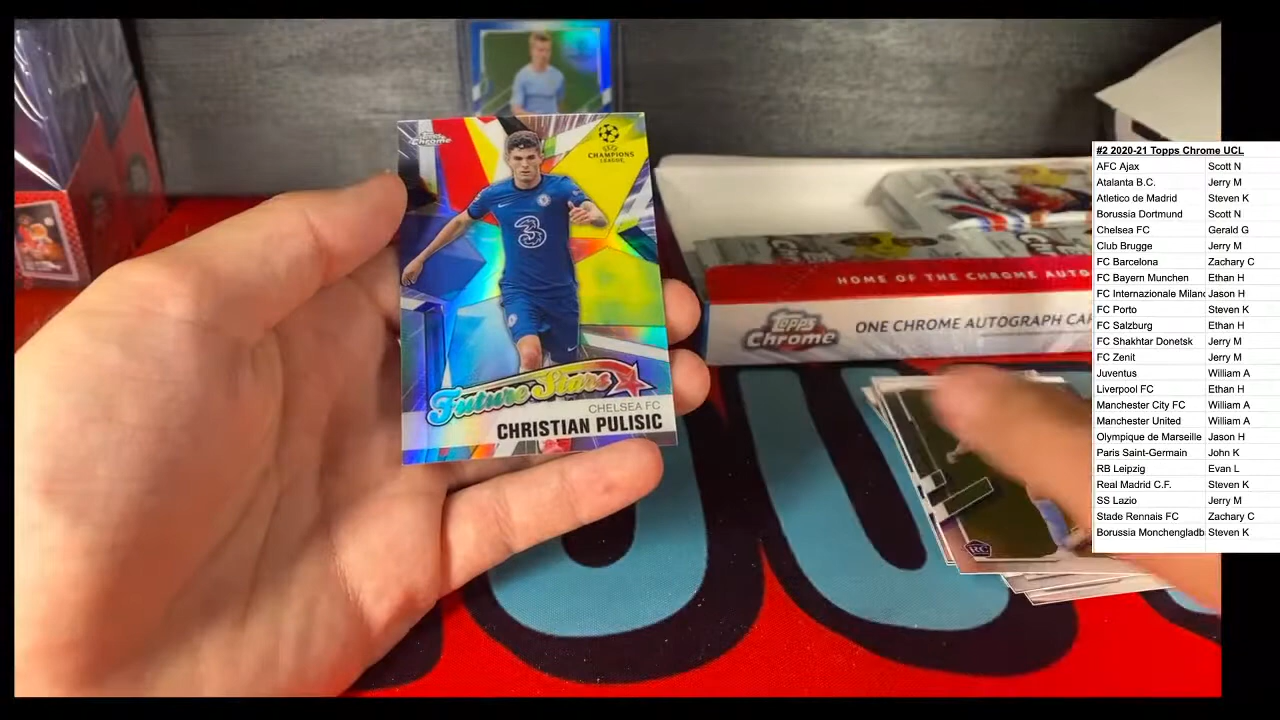 Topps
Chrome
CHAMPIONS
LEAGUE
3
Future Stars
CHELSEA FC
CHRISTIAN PULISIC
HOME OF THE CHROME AUTO
Topps
Chrome
ONE CHROME AUTOGRAPH CAR
RC
#2 2020-21 Topps Chrome UCL
AFC Ajax Scott N
Atalanta B.C. Jerry M
Atletico de Madrid Steven K
Borussia Dortmund Scott N
Chelsea FC Gerald G
Club Brugge Jerry M
FC Barcelona Zachary C
FC Bayern Munchen Ethan H
FC Internazionale Milano Jason H
FC Porto Steven K
FC Salzburg Ethan H
FC Shakhtar Donetsk Jerry M
FC Zenit Jerry M
Juventus William A
Liverpool FC Ethan H
Manchester City FC William A
Manchester United William A
Olympique de Marseille Jason H
Paris Saint-Germain John K
RB Leipzig Evan L
Real Madrid C.F. Steven K
SS Lazio Jerry M
Stade Rennais FC Zachary C
Borussia Monchengladb Steven K